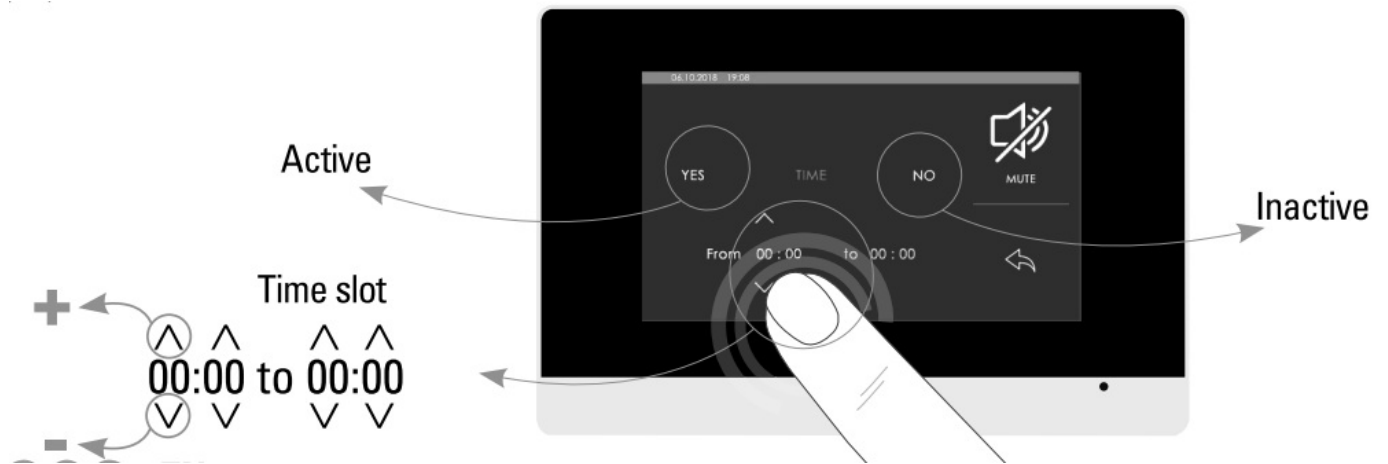 06.10.2018 19:08
Active
YES
TIME
NO
MUTE
Inactive
From 00 : 00 to 00 : 00
Time slot
+
00:00 to 00:00
-